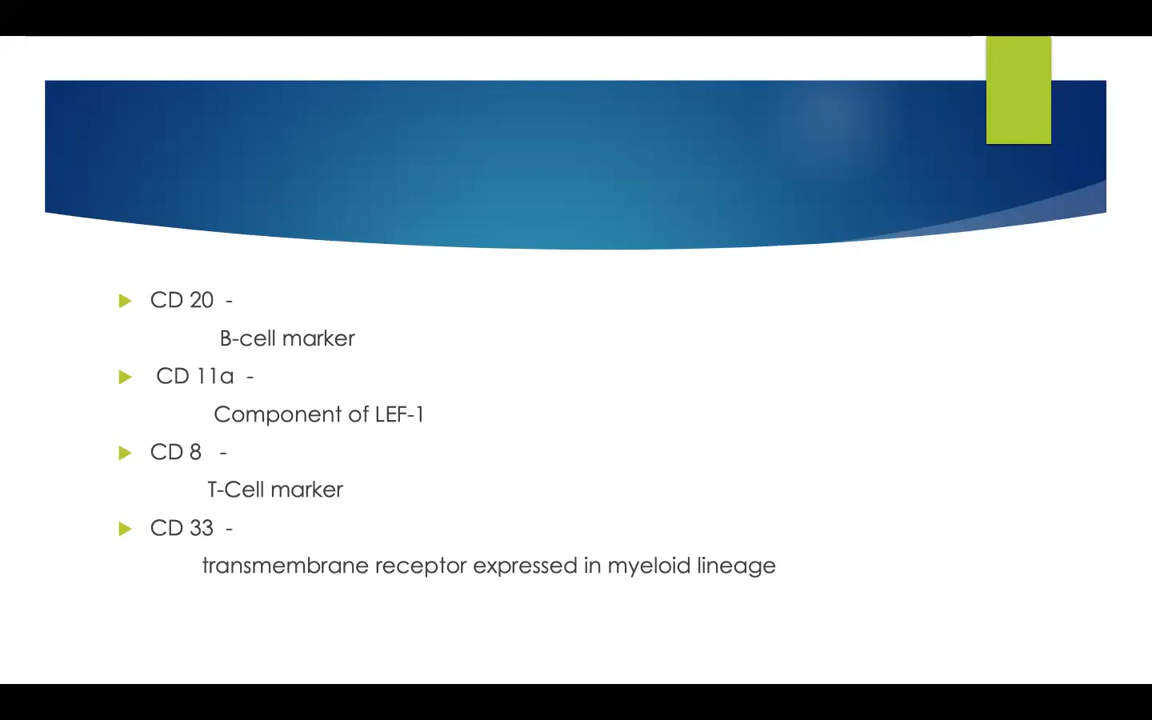 CD 20 -
B-cell marker
CD 11a -
Component of LEF-1
CD 8 -
T-Cell marker
CD 33 -
transmembrane receptor expressed in myeloid lineage